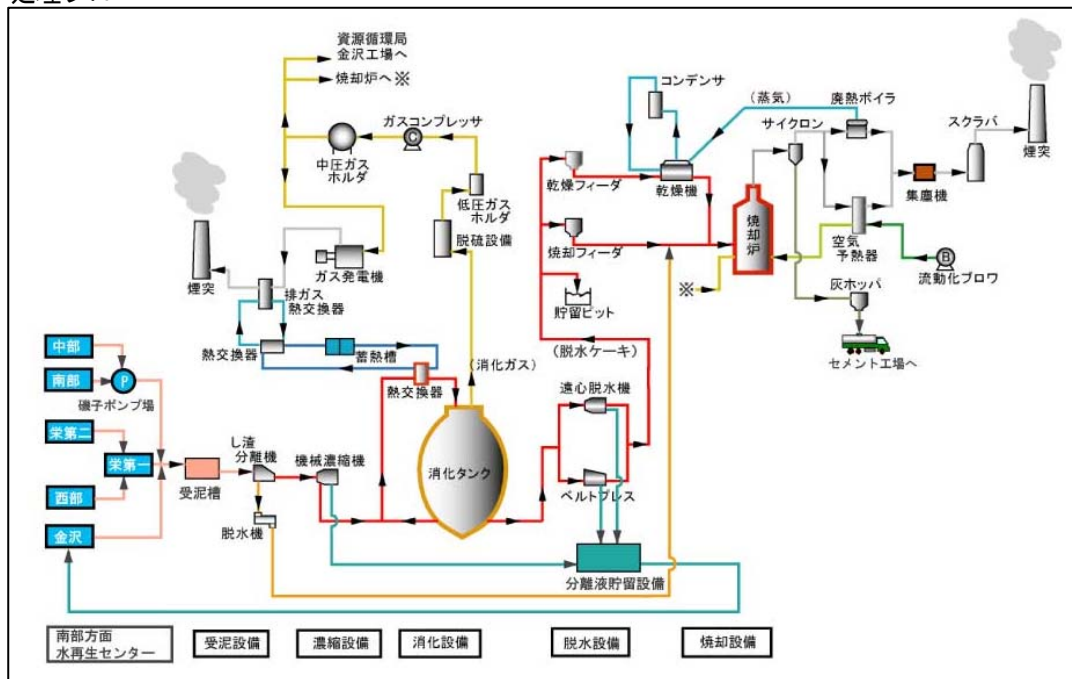 資源循環局
金沢工場へ
焼却炉へ※
ガスコンプレッサ
C
中圧ガス
ホルダ
低圧ガス
ホルダ
脱硫設備
ガス発電機
煙突
排ガス
熱交換器
熱交換器
蓄熱槽
(消化ガス)
熱交換器
コンデンサ
(蒸気)
廃熱ボイラ
サイクロン
スクラバ
煙突
乾燥フィーダ
乾燥機
集塵機
焼却フィーダ
焼却炉
空気
予熱器
B
流動化ブロワ
※
貯留ピット
灰ホッパ
(脱水ケーキ)
セメント工場へ
中部
南部
P
磯子ポンプ場
栄第二
栄第一
西部
金沢
受泥槽
し渣
分離機
脱水機
機械濃縮機
消化タンク
遠心脱水機
ベルトプレス
分離液貯留設備
南部方面
水再生センター
受泥設備
濃縮設備
消化設備
脱水設備
焼却設備